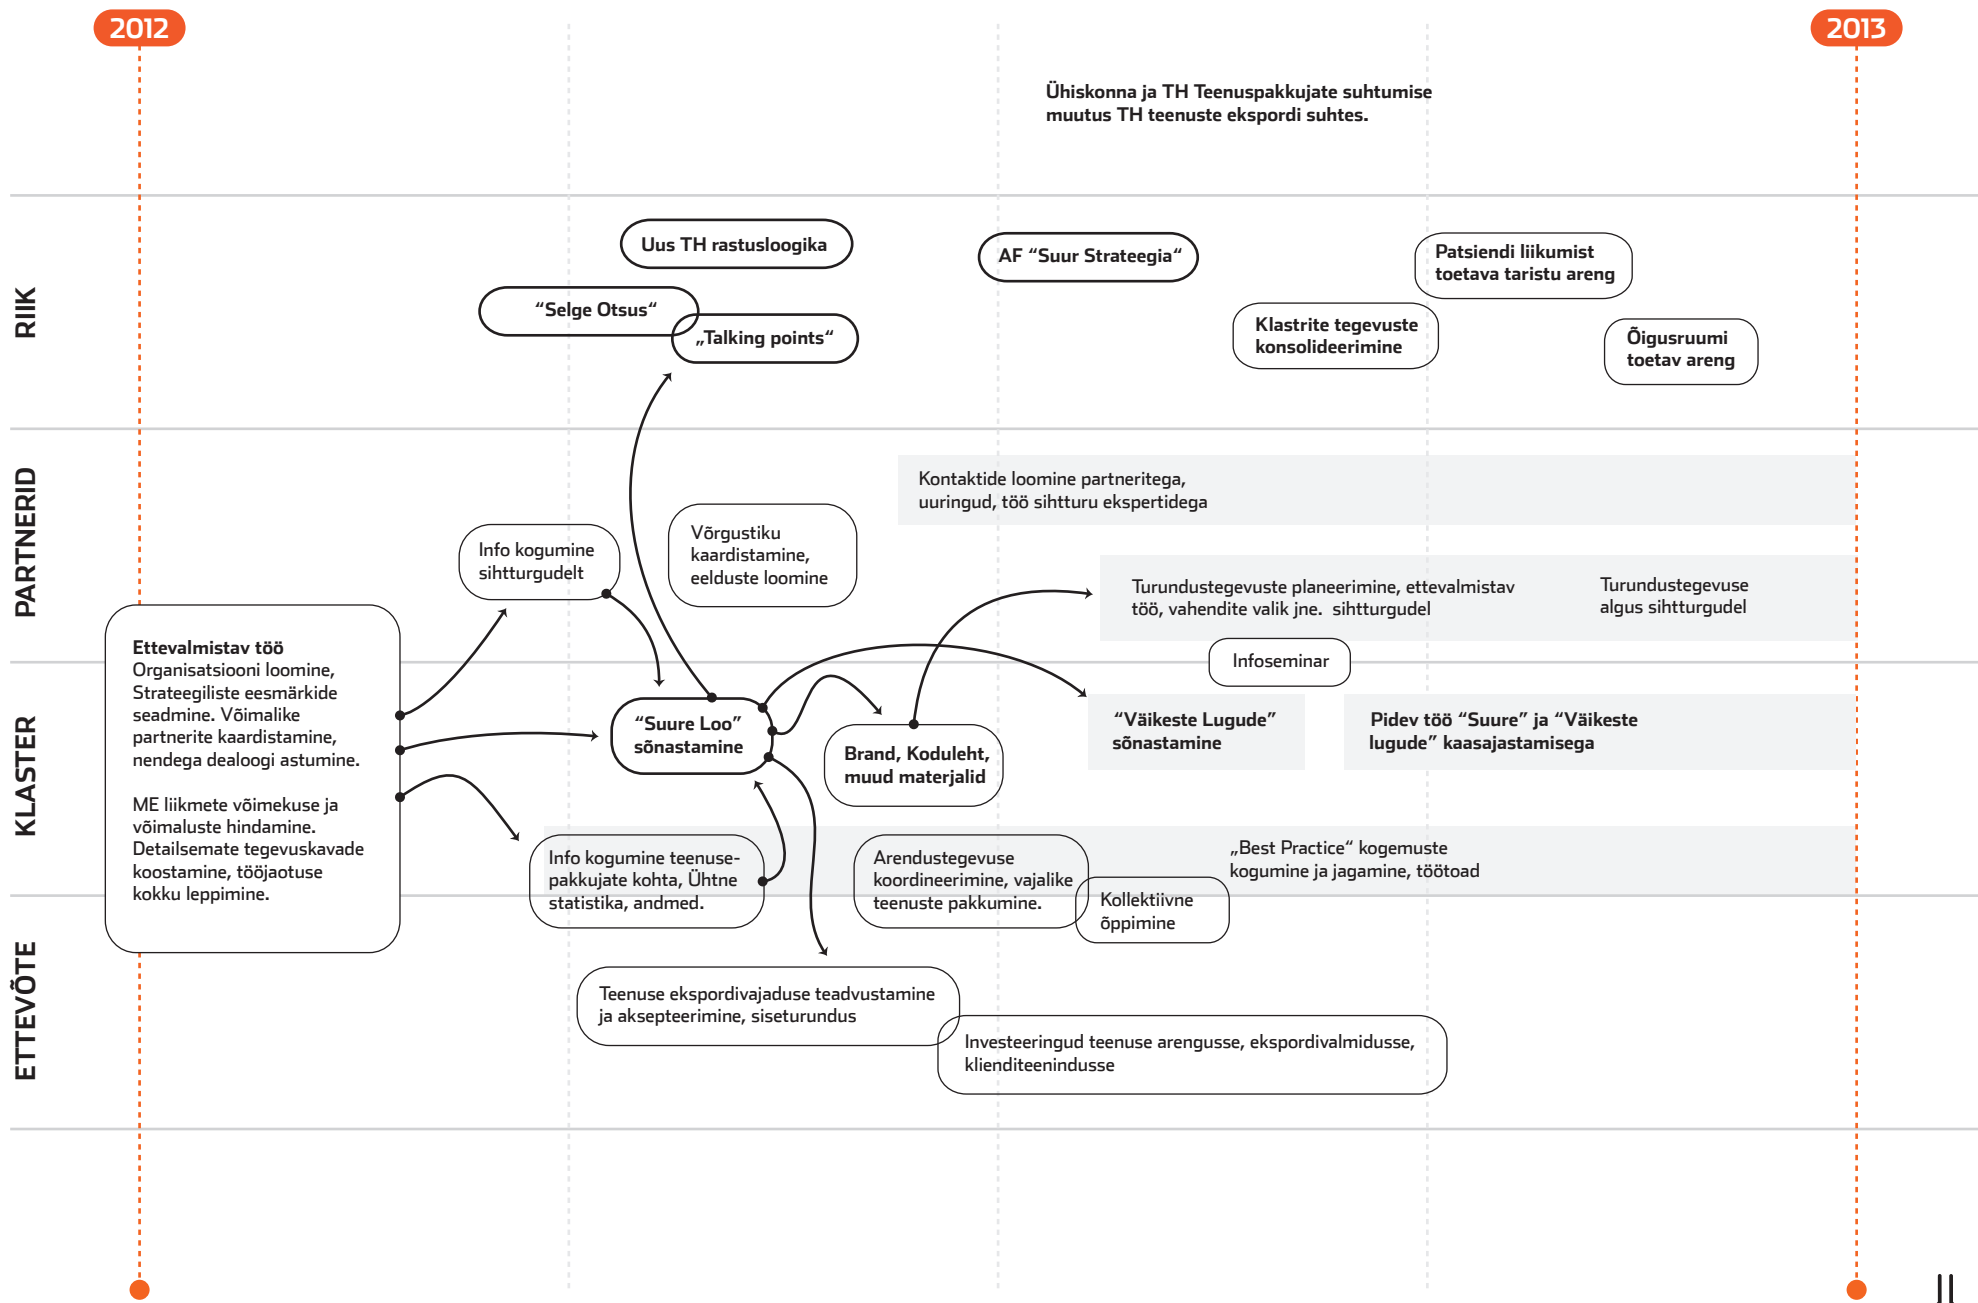 2012
2013
Ühiskonna ja TH Teenuspakkujate suhtumise
muutus TH teenuste ekspordi suhtes.
RIIK
Uus TH rastusloogika
“Selge Otsus“
„Talking points“
AF “Suur Strateegia“
Patsiendi liikumist
toetava taristu areng
Klastrite tegevuste
konsolideerimine
Õigusruumi
toetav areng
PARTNERID
Kontaktide loomine partneritega,
uuringud, töö sihtturu ekspertidega
Info kogumine
sihtturgudelt
Võrgustiku
kaardistamine,
eelduste loomine
Turundustegevuste planeerimine, ettevalmistav
töö, vahendite valik jne. sihtturgudel
Turundustegevuse
algus sihtturgudel
Infoseminar
Ettevalmistav töö
Organisatsiooni loomine,
Strateegiliste eesmärkide
seadmine. Võimalike
partnerite kaardistamine,
nendega dealoogi astumine.
ME liikmete võimekuse ja
võimaluste hindamine.
Detailsemate tegevuskavade
koostamine, tööjaotuse
kokku leppimine.
KLASTER
“Suure Loo”
sõnastamine
Brand, Koduleht,
muud materjalid
“Väikeste Lugude”
sõnastamine
Pidev töö “Suure” ja “Väikeste
lugude” kaasajastamisega
Info kogumine teenuse-
pakkujate kohta, Ühtne
statistika, andmed.
Arendustegevuse
koordineerimine, vajalike
teenuste pakkumine.
„Best Practice“ kogemuste
kogumine ja jagamine, töötoad
Kollektiivne
õppimine
ETTEVÕTE
Teenuse ekspordivajaduse teadvustamine
ja aksepteerimine, siseturundus
Investeeringud teenuse arengusse, ekspordivalmidusse,
klienditeenindusse